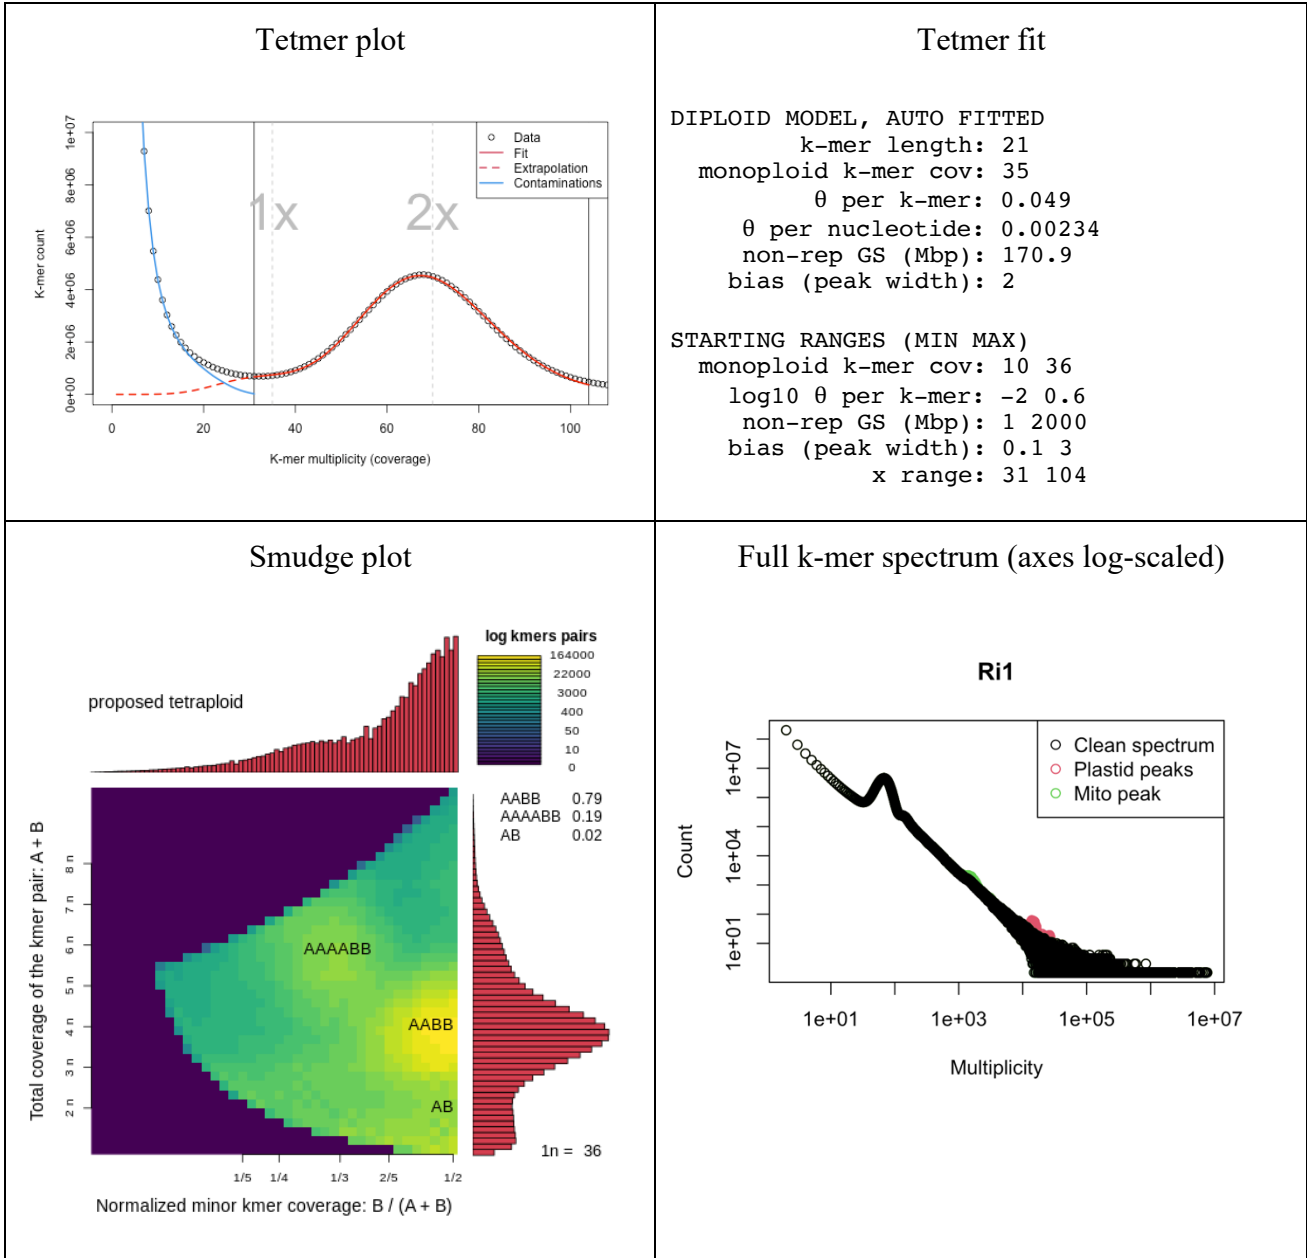 Tetmer plot
1e+07
8e+06
6e+06
4e+06
2e+06
0e+00
K-mer count
1x
2x
Data
Fit
Extrapolation
Contaminations
0 20 40 60 80 100
K-mer multiplicity (coverage)
Tetmer fit
DIPLOID MODEL, AUTO FITTED
k-mer length: 21
monoploid k-mer cov: 35
θ per k-mer: 0.049
θ per nucleotide: 0.00234
non-rep GS (Mbp): 170.9
bias (peak width): 2
STARTING RANGES (MIN MAX)
monoploid k-mer cov: 10 36
log10 θ per k-mer: -2 0.6
non-rep GS (Mbp): 1 2000
bias (peak width): 0.1 3
x range: 31 104
Smudge plot
proposed tetraploid
log kmers pairs
164000
22000
3000
400
50
10
0
AABB 0.79
AAAABB 0.19
AB 0.02
Total coverage of the kmer pair: A + B
8 n
7 n
6 n
5 n
4 n
3 n
2 n
AAAABB
AABB
AB
1n = 36
1/5 1/4 1/3 2/5 1/2
Normalized minor kmer coverage: B / (A + B)
Full k-mer spectrum (axes log-scaled)
Ri1
Clean spectrum
Plastid peaks
Mito peak
Count
1e+07
1e+04
1e+01
1e+01 1e+03 1e+05 1e+07
Multiplicity